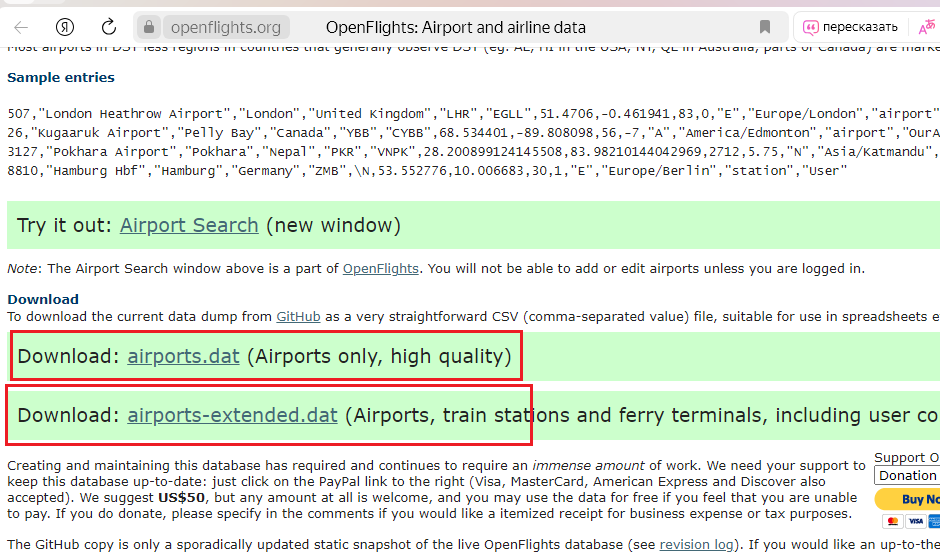 openflights.org OpenFlights: Airport and airline data пересказать
Most airports in DST-less regions in countries that generally observe DST (eg. AL, HI in the USA, NT, QL in Australia, parts of Canada) are marke
Sample entries
507,"London Heathrow Airport","London","United Kingdom","LHR","EGLL",51.4706,-0.461941,83,0,"E","Europe/London","airport"
26,"Kugaaruk Airport","Pelly Bay","Canada","YBB","CYBB",68.534401,-89.808098,56,-7,"A","America/Edmonton","airport","OurA
3127,"Pokhara Airport","Pokhara","Nepal","PKR","VNPK",28.200899124145508,83.98210144042969,2712,5.75,"N","Asia/Katmandu",
8810,"Hamburg Hbf","Hamburg","Germany","ZMB",\N,53.552776,10.006683,30,1,"E","Europe/Berlin","station","User"
Try it out: Airport Search (new window)
Note: The Airport Search window above is a part of OpenFlights. You will not be able to add or edit airports unless you are logged in.
Download
To download the current data dump from GitHub as a very straightforward CSV (comma-separated value) file, suitable for use in spreadsheets e
Download: airports.dat (Airports only, high quality)
Download: airports-extended.dat (Airports, train stations and ferry terminals, including user co
Creating and maintaining this database has required and continues to require an immense amount of work. We need your support to
keep this database up-to-date: just click on the PayPal link to the right (Visa, MasterCard, American Express and Discover also
accepted). We suggest US$50, but any amount at all is welcome, and you may use the data for free if you feel that you are unable
to pay. If you do donate, please specify in the comments if you would like a itemized receipt for business expense or tax purposes.
Support O
Donation
Buy No
VISA
The GitHub copy is only a sporadically updated static snapshot of the live OpenFlights database (see revision log). If you would like an up-to-the